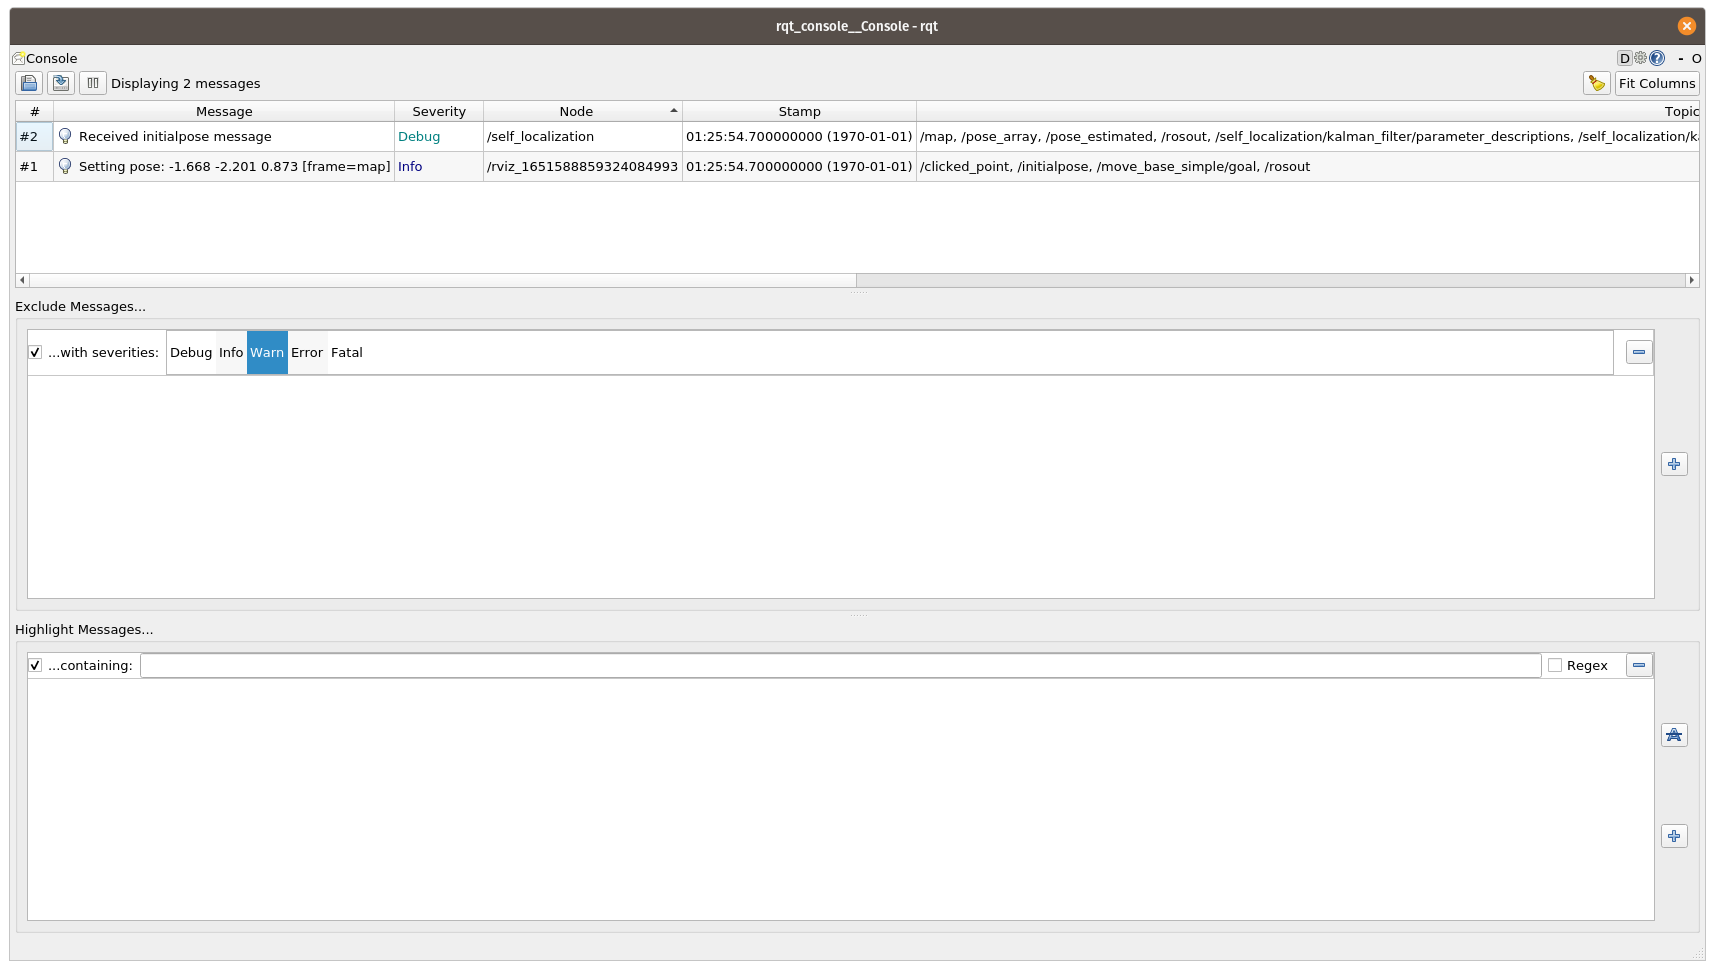 rqt_console__Console - rqt
Console D - O
Displaying 2 messages Fit Columns
# Message Severity Node Stamp Topic
#2 Received initialpose message Debug /self_localization 01:25:54.700000000 (1970-01-01) /map, /pose_array, /pose_estimated, /rosout, /self_localization/kalman_filter/parameter_descriptions, /self_localization/ka
#1 Setting pose: -1.668 -2.201 0.873 [frame=map] Info /rviz_1651588859324084993 01:25:54.700000000 (1970-01-01) /clicked_point, /initialpose, /move_base_simple/goal, /rosout
Exclude Messages...
...with severities: Debug Info Warn Error Fatal
Highlight Messages...
...containing: Regex